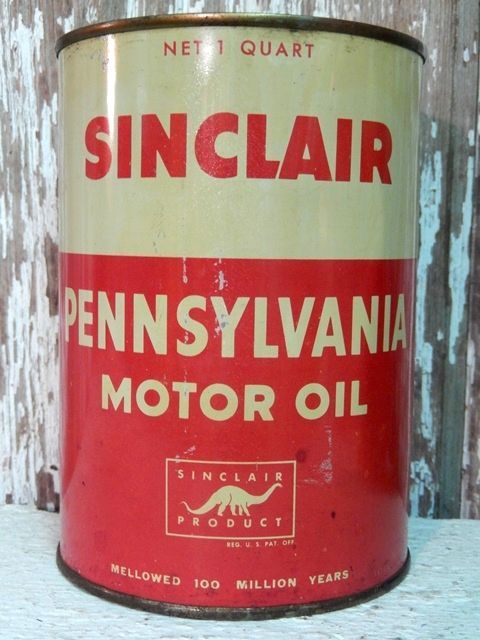 NET 1 QUART
SINCLAIR
PENNSYLVANIA
MOTOR OIL
SINCLAIR
PRODUCT
REG. U. S. PAT. OFF.
MELLOWED 100 MILLION YEARS